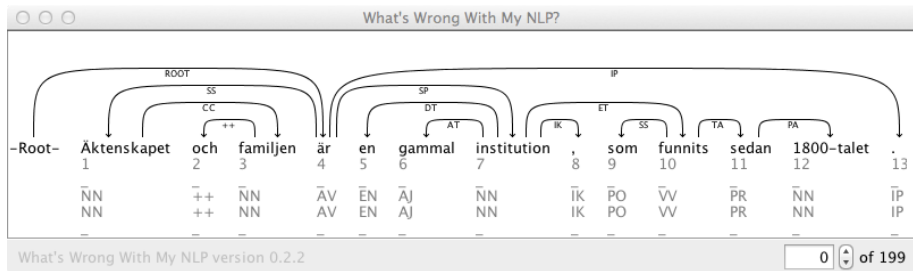 What's Wrong With My NLP?
ROOT IP
SS SP
CC DT ET
++ AT IK SS TA PA
-Root- Äktenskapet och familjen är en gammal institution , som funnits sedan 1800-talet .
1 2 3 4 5 6 7 8 9 10 11 12 13
_ _ _ _ _ _ _ _ _ _ _ _ _
NN ++ NN AV EN AJ NN IK PO VV PR NN IP
NN ++ NN AV EN AJ NN IK PO VV PR NN IP
_ _ _ _ _ _ _ _ _ _ _ _ _
What's Wrong With My NLP version 0.2.2 0 of 199